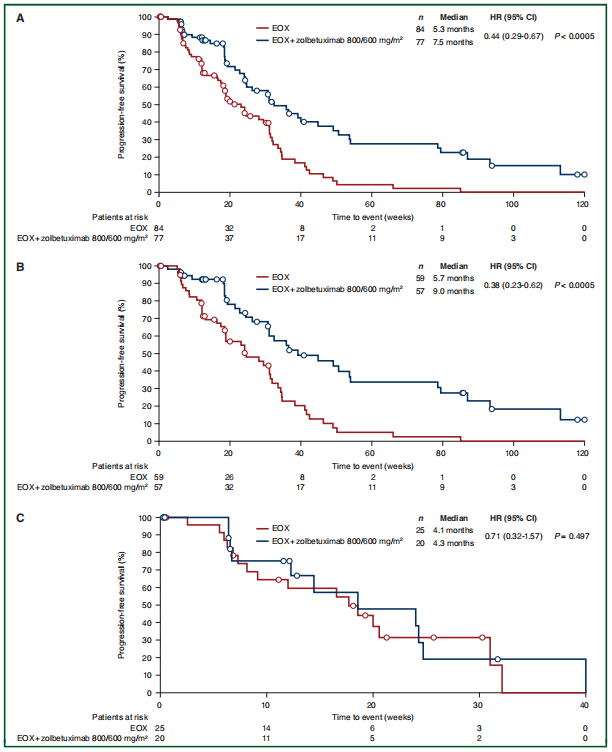 A
n Median HR (95% CI)
EOX 84 5.3 months 0.44 (0.29-0.67) P < 0.0005
EOX+zolbetuximab 800/600 mg/m² 77 7.5 months
Progression-free survival (%)
100
90
80
70
60
50
40
30
20
10
0
0 20 40 60 80 100 120
Patients at risk Time to event (weeks)
EOX 84 32 8 2 1 0 0
EOX+zolbetuximab 800/600 mg/m² 77 37 17 11 9 3 0
B
n Median HR (95% CI)
EOX 59 5.7 months 0.38 (0.23-0.62) P < 0.0005
EOX+zolbetuximab 800/600 mg/m² 57 9.0 months
Progression-free survival (%)
100
90
80
70
60
50
40
30
20
10
0
0 20 40 60 80 100 120
Patients at risk Time to event (weeks)
EOX 59 26 8 2 1 0 0
EOX+zolbetuximab 800/600 mg/m² 57 32 17 11 9 3 0
C
n Median HR (95% CI)
EOX 25 4.1 months 0.71 (0.32-1.57) P = 0.497
EOX+zolbetuximab 800/600 mg/m² 20 4.3 months
Progression-free survival (%)
100
90
80
70
60
50
40
30
20
10
0
0 10 20 30 40
Patients at risk Time to event (weeks)
EOX 25 14 6 3 0
EOX+zolbetuximab 800/600 mg/m² 20 11 5 2 0